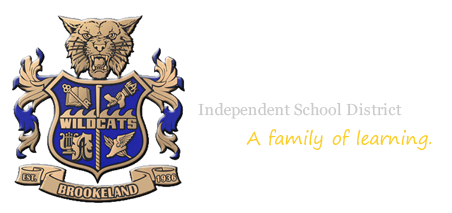 WILDCATS
EST. 1936
BROOKELAND
Independent School District
A family of learning.